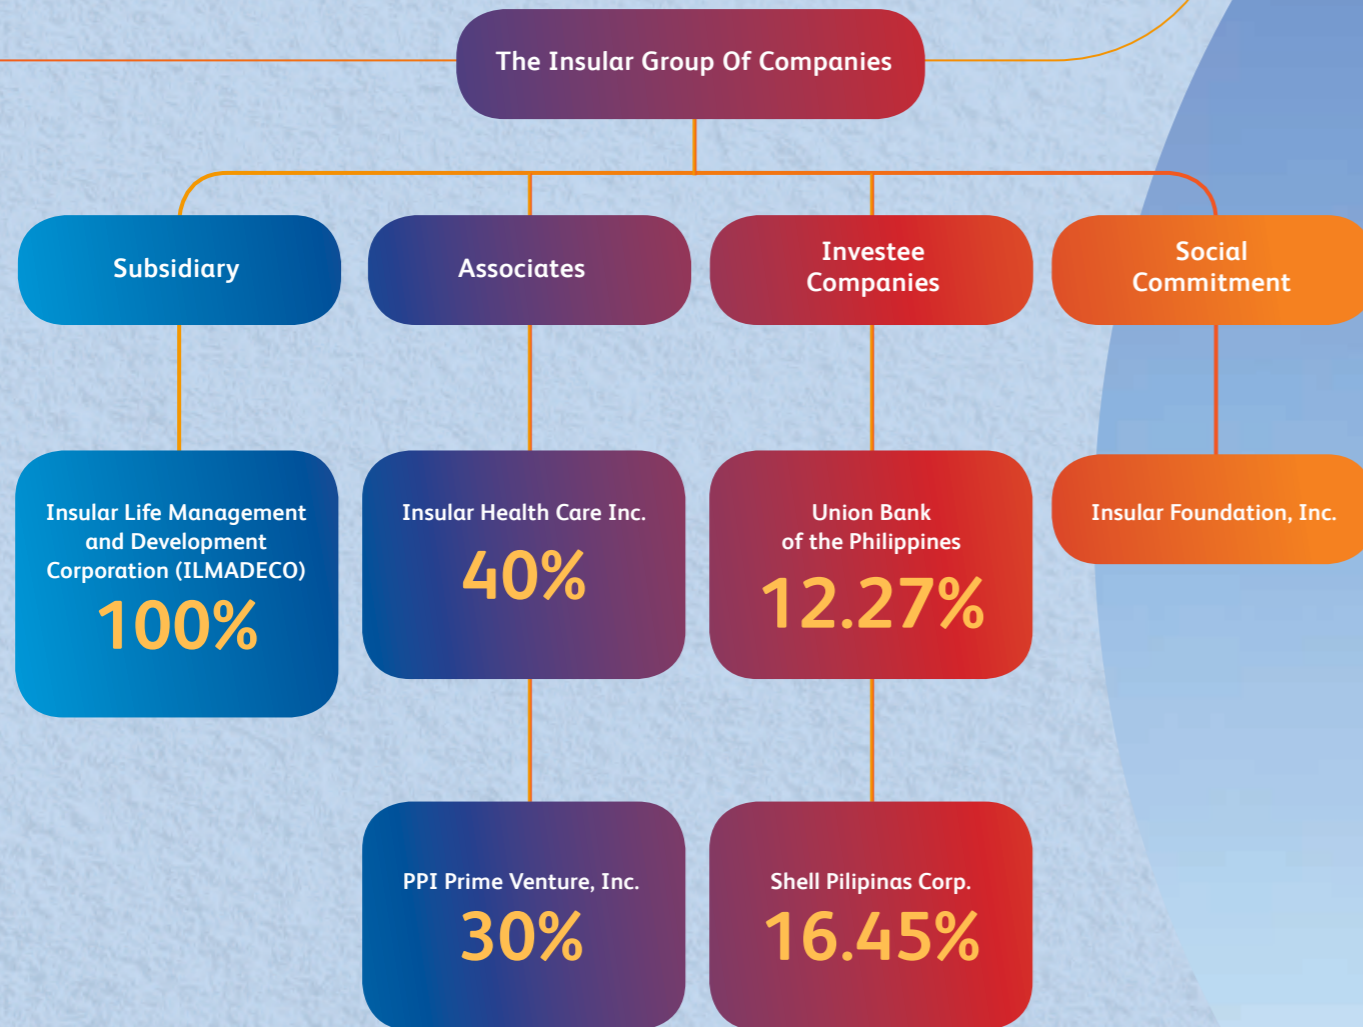 The Insular Group Of Companies
Subsidiary
Associates
Investee
Companies
Social
Commitment
Insular Life Management
and Development
Corporation (ILMADECO)
100%
Insular Health Care Inc.
40%
Union Bank
of the Philippines
12.27%
Insular Foundation, Inc.
PPI Prime Venture, Inc.
30%
Shell Pilipinas Corp.
16.45%